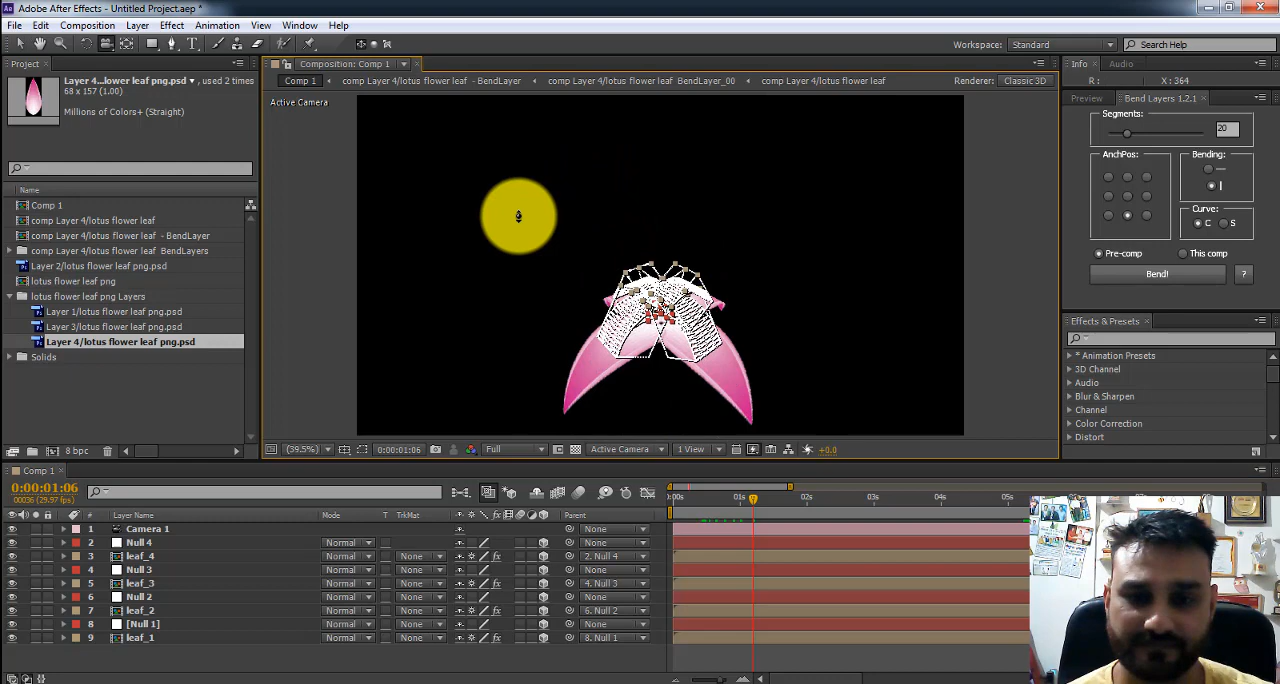 Adobe After Effects - Untitled Project.aep *
File Edit Composition Layer Effect Animation View Window Help
Workspace: Standard Search Help
Project
Composition: Comp 1
Info Audio
Layer 4...lower leaf png.psd ▾, used 2 times
68 x 157 (1.00)
Millions of Colors+ (Straight)
Comp 1 comp Layer 4/lotus flower leaf - BendLayer comp Layer 4/lotus flower leaf BendLayer_00 comp Layer 4/lotus flower leaf Renderer: Classic 3D
R : X : 364
Active Camera
Preview Bend Layers 1.2.1
Segments:
20
AnchPos: Bending:
Curve:
C S
Pre-comp This comp
Bend! ?
Effects & Presets
* Animation Presets
3D Channel
Audio
Blur & Sharpen
Channel
Color Correction
Distort
Name
Comp 1
comp Layer 4/lotus flower leaf
comp Layer 4/lotus flower leaf - BendLayer
comp Layer 4/lotus flower leaf BendLayers
Layer 2/lotus flower leaf png.psd
lotus flower leaf png
lotus flower leaf png Layers
Layer 1/lotus flower leaf png.psd
Layer 3/lotus flower leaf png.psd
Layer 4/lotus flower leaf png.psd
Solids
8 bpc
(39.5%) 0:00:01:06 Full Active Camera 1 View +0.0
Comp 1
0:00:01:06
00036 (29.97 fps)
0:00s 01s 02s 03s 04s 05s
# Layer Name Mode T TrkMat Parent
1 Camera 1 None
2 Null 4 Normal None
3 leaf_4 Normal None 2. Null 4
4 Null 3 Normal None None
5 leaf_3 Normal None 4. Null 3
6 Null 2 Normal None None
7 leaf_2 Normal None 6. Null 2
8 [Null 1] Normal None None
9 leaf_1 Normal None 8. Null 1